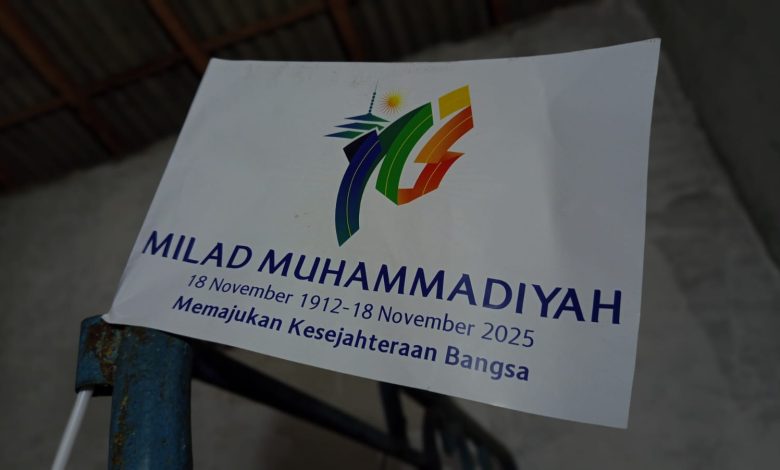 MILAD MUHAMMADIYAH
18 November 1912-18 November 2025
Memajukan Kesejahteraan Bangsa